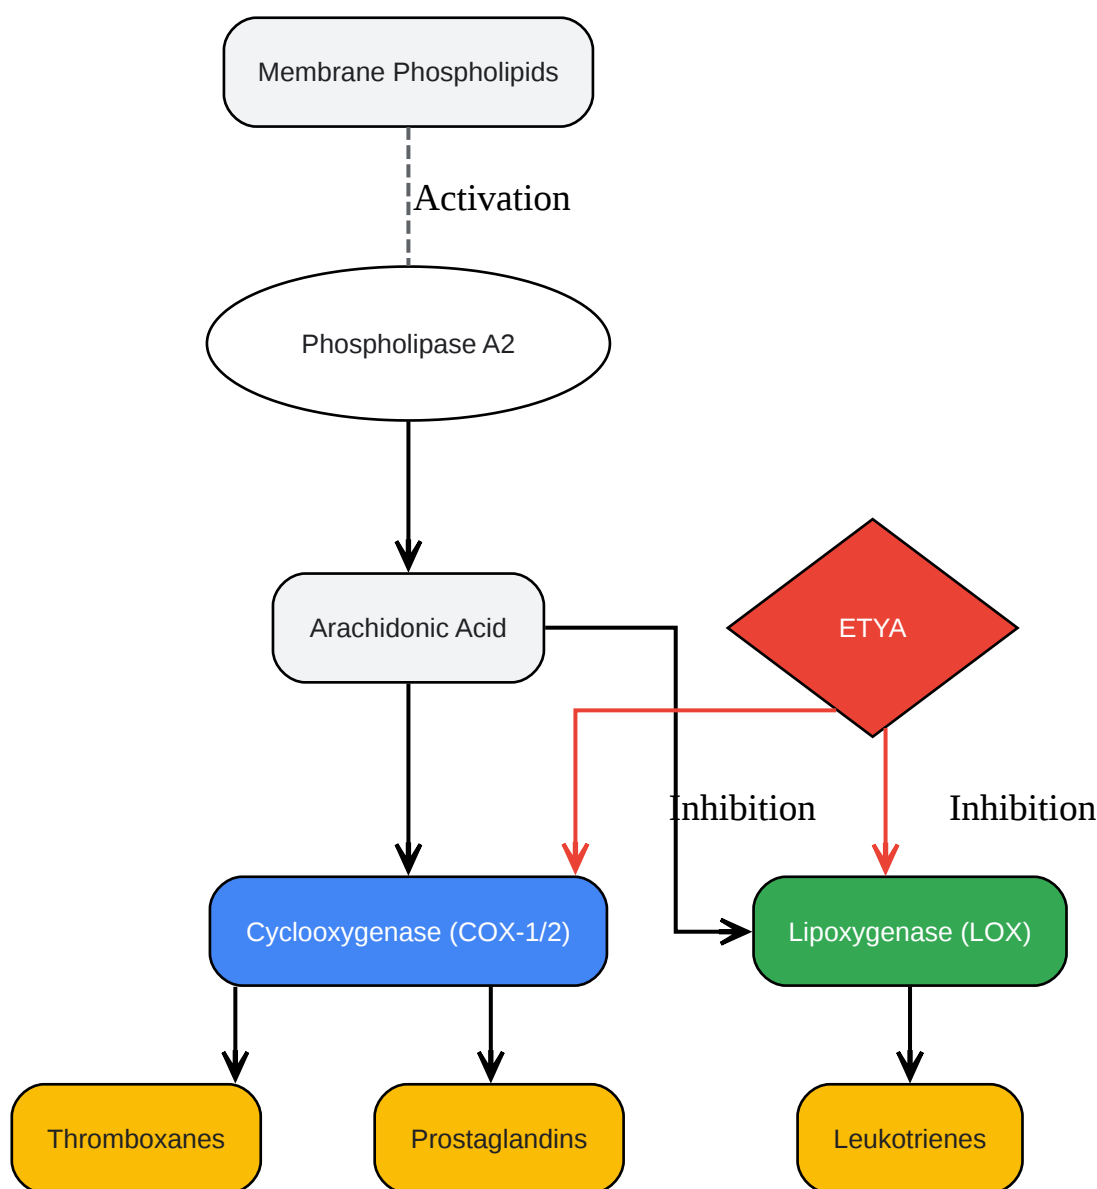 Membrane Phospholipids
Activation
Phospholipase A2
Arachidonic Acid
ETYA
Inhibition
Inhibition
Cyclooxygenase (COX-1/2)
Lipoxygenase (LOX)
Thromboxanes
Prostaglandins
Leukotrienes